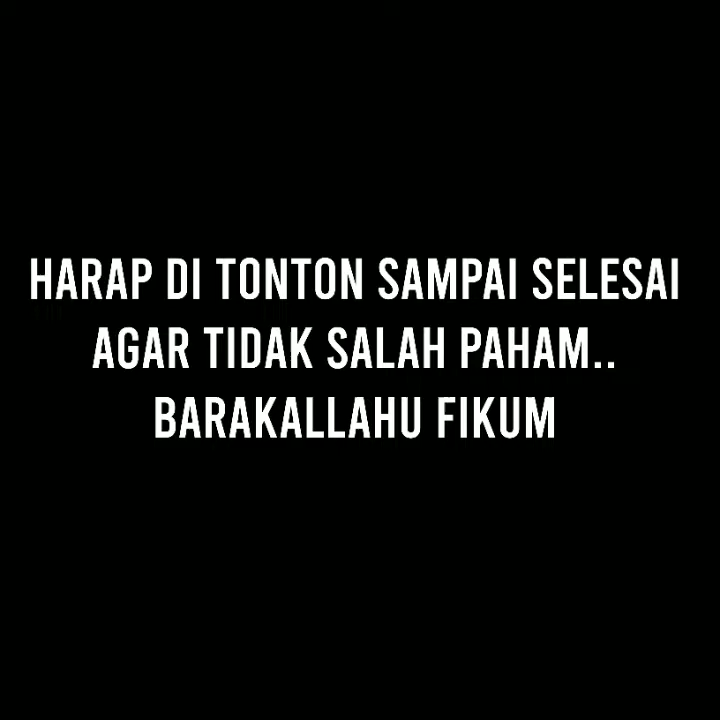 HARAP DI TONTON SAMPAI SELESAI
AGAR TIDAK SALAH PAHAM..
BARAKALLAHU FIKUM